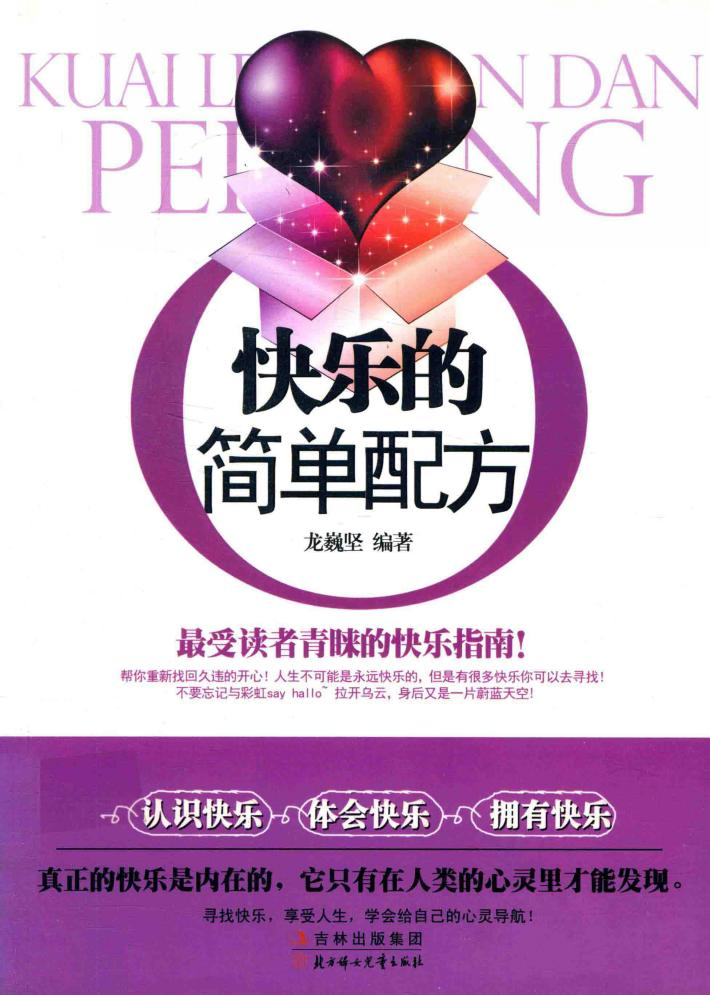 KUAI LE DAN DAN
PEI NG
快乐的
简单配方
龙巍坚 编著
最受读者青睐的快乐指南！
帮你重新找回久违的开心！人生不可能是永远快乐的，但是有很多快乐你可以去寻找！
不要忘记与彩虹say hallo~ 拉开乌云，身后又是一片蔚蓝天空！
认识快乐 体会快乐 拥有快乐
真正的快乐是内在的，它只有在人类的心灵里才能发现。
寻找快乐，享受人生，学会给自己的心灵导航！
吉林出版集团
北方妇女儿童出版社